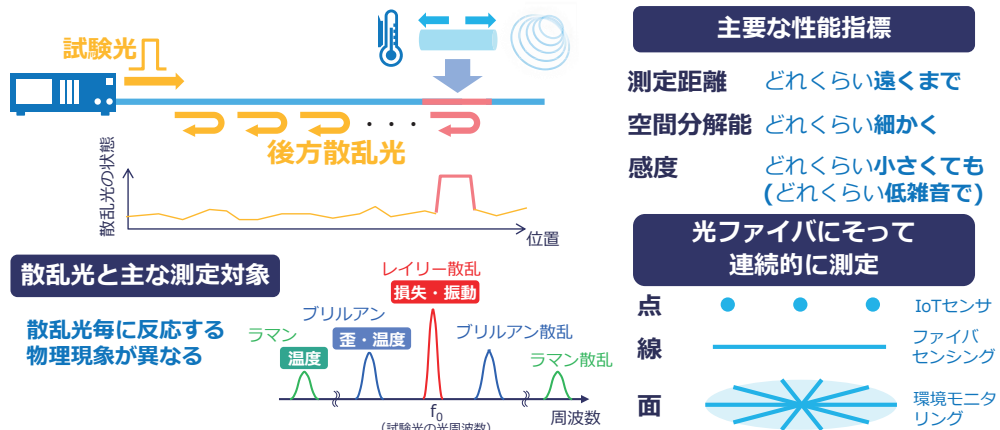 試験光
後方散乱光
散乱光の状態
位置
散乱光と主な測定対象
散乱光毎に反応する
物理現象が異なる
レイリー散乱
損失・振動
ブリルアン
歪・温度
ラマン
温度
ブリルアン散乱
ラマン散乱
f₀
(試験光の光周波数)
周波数
主要な性能指標
測定距離 どれくらい遠くまで
空間分解能 どれくらい細かく
感度 どれくらい小さくても
(どれくらい低雑音で)
光ファイバにそって
連続的に測定
点 IoTセンサ
線 ファイバ
センシング
面 環境モニタ
リング